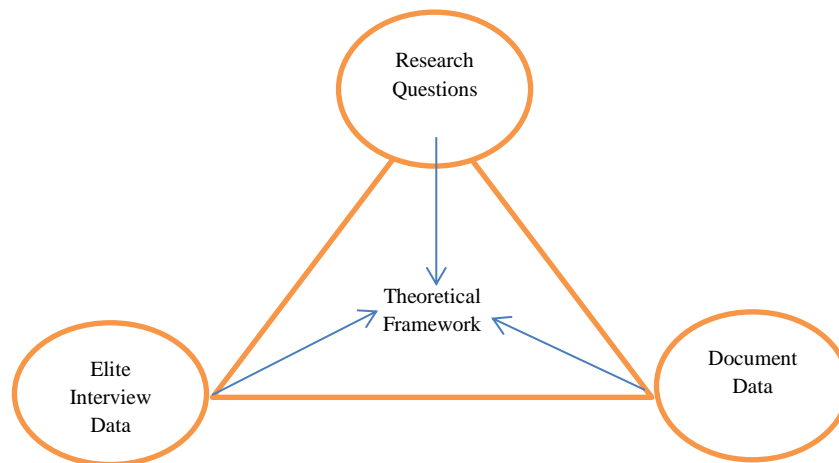 Research
Questions
Theoretical
Framework
Elite
Interview
Data
Document
Data